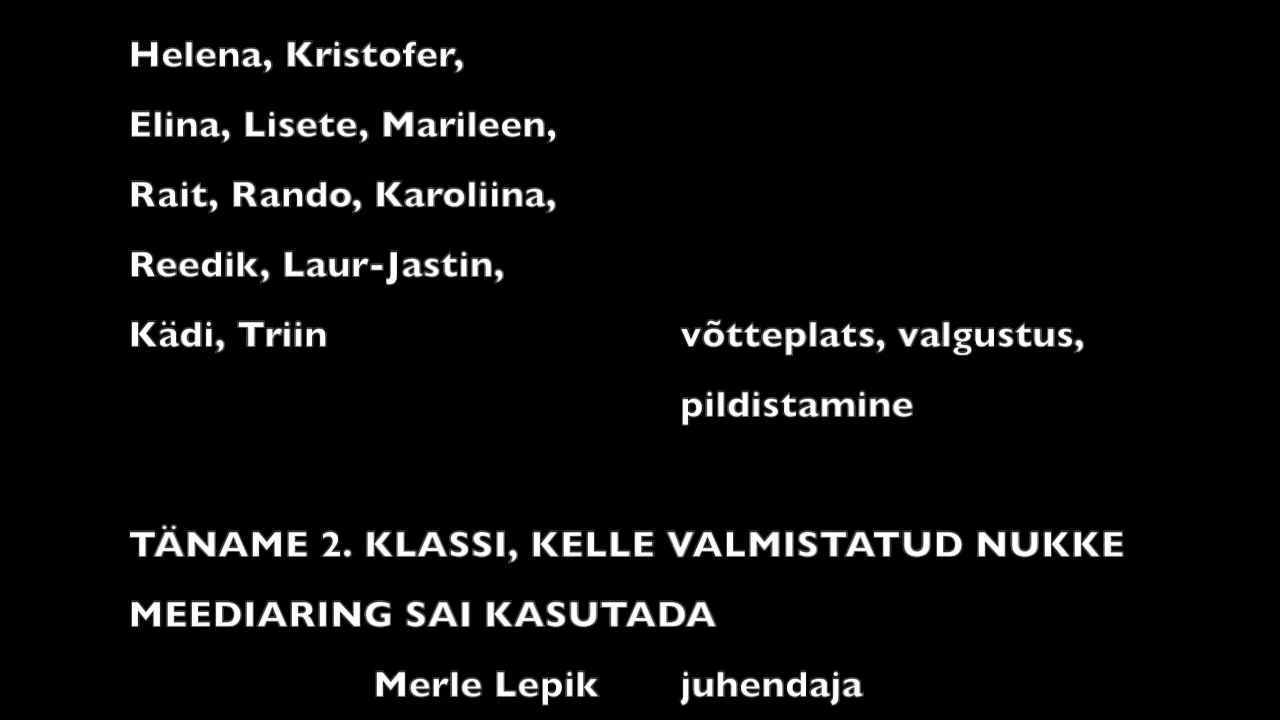 Helena, Kristofer,
Elina, Lisete, Marileen,
Rait, Rando, Karoliina,
Reedik, Laur-Jastin,
Kädi, Triin võtteplats, valgustus,
pildistamine
TÄNAME 2. KLASSI, KELLE VALMISTATUD NUKKE
MEEDIARING SAI KASUTADA
Merle Lepik juhendaja